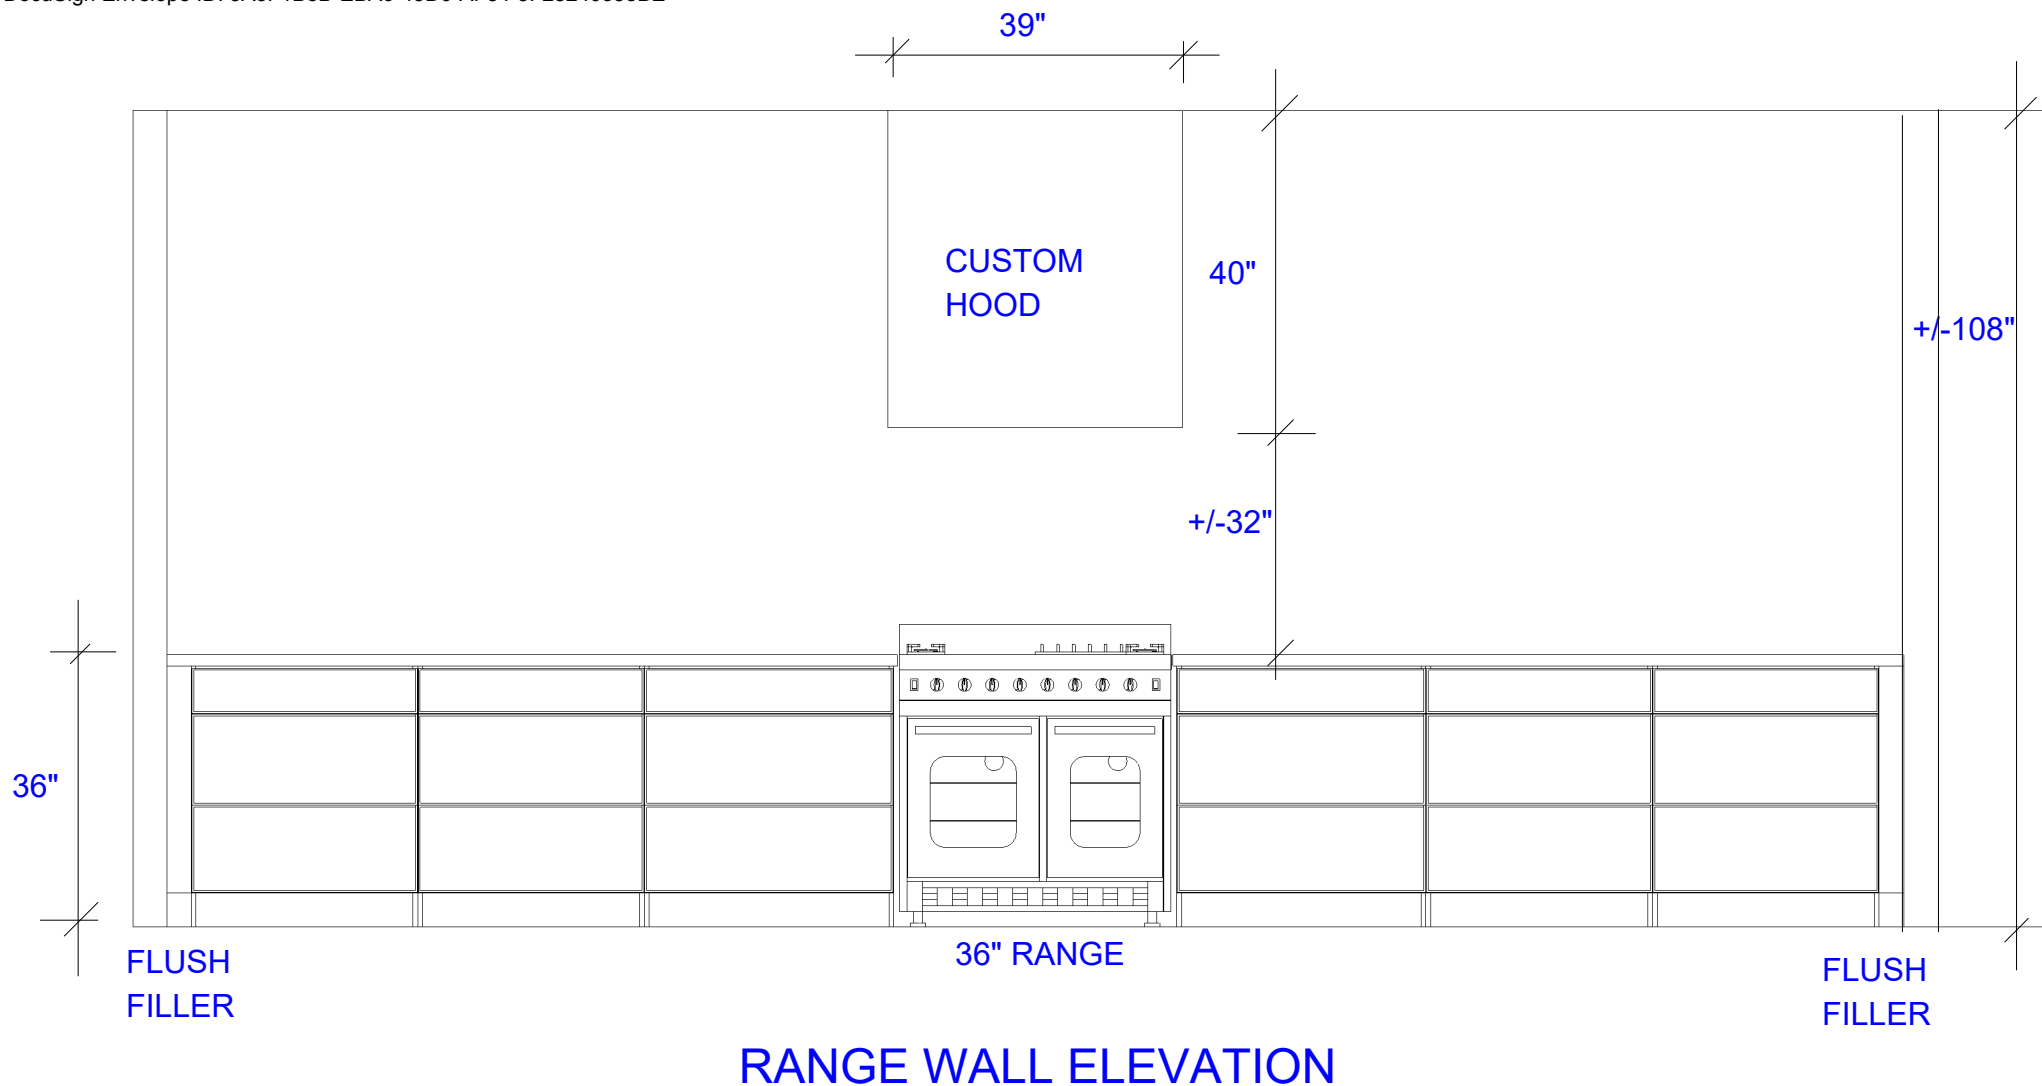 39"
CUSTOM
HOOD
40"
+/-108"
+/-32"
36"
36" RANGE
FLUSH
FILLER
FLUSH
FILLER
RANGE WALL ELEVATION